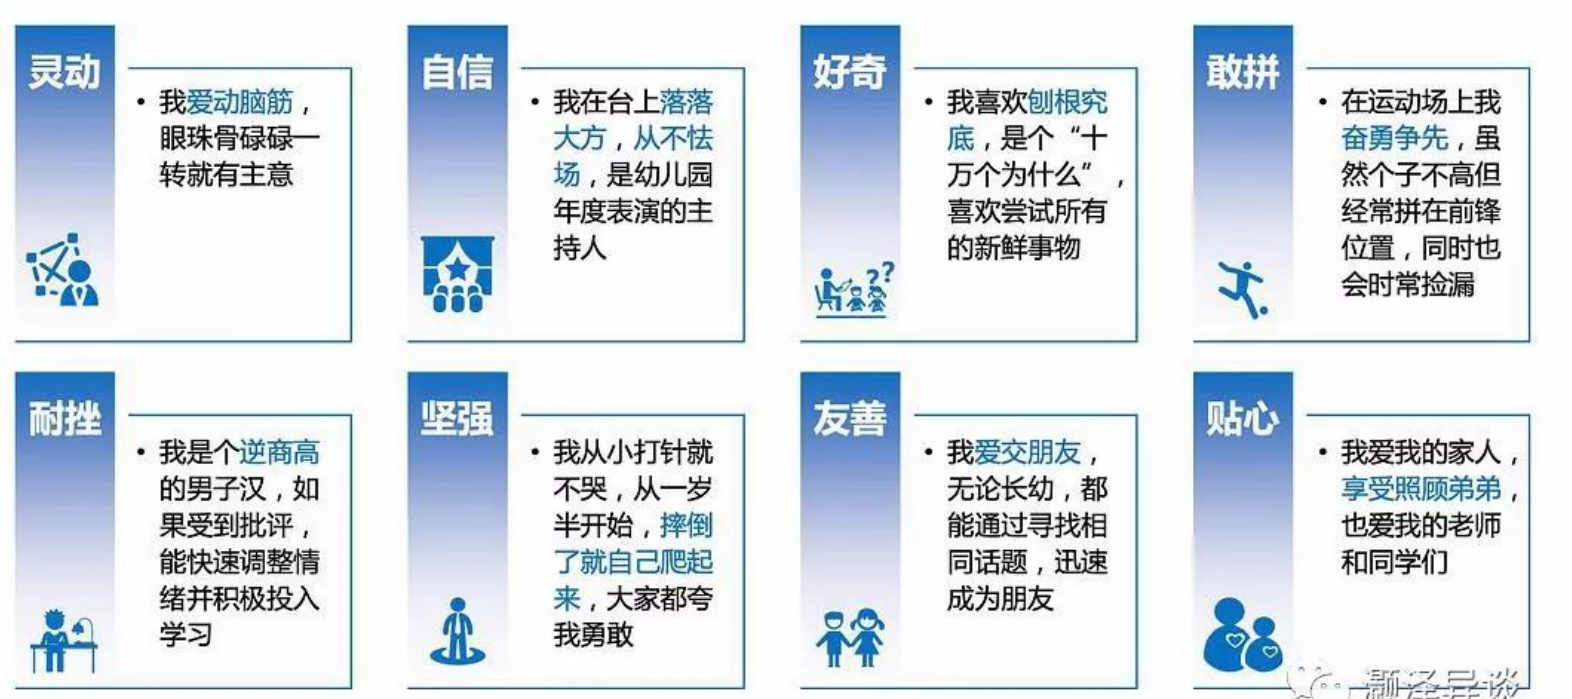 灵动
• 我爱动脑筋，
眼珠骨碌碌一
转就有主意
自信
• 我在台上落落
大方，从不怯
场，是幼儿园
年度表演的主
持人
好奇
• 我喜欢刨根究
底，是个“十
万个为什么”，
喜欢尝试所有
的新鲜事物
敢拼
• 在运动场上我
奋勇争先，虽
然个子不高但
经常拼在前锋
位置，同时也
会时常捡漏
??
耐挫
• 我是个逆商高
的男子汉，如
果受到批评，
能快速调整情
绪并积极投入
学习
坚强
• 我从小打针就
不哭，从一岁
半开始，摔倒
了就自己爬起
来，大家都夸
我勇敢
友善
• 我爱交朋友，
无论长幼，都
能通过寻找相
同话题，迅速
成为朋友
贴心
• 我爱我的家人，
享受照顾弟弟，
也爱我的老师
和同学们
灏泽异谈